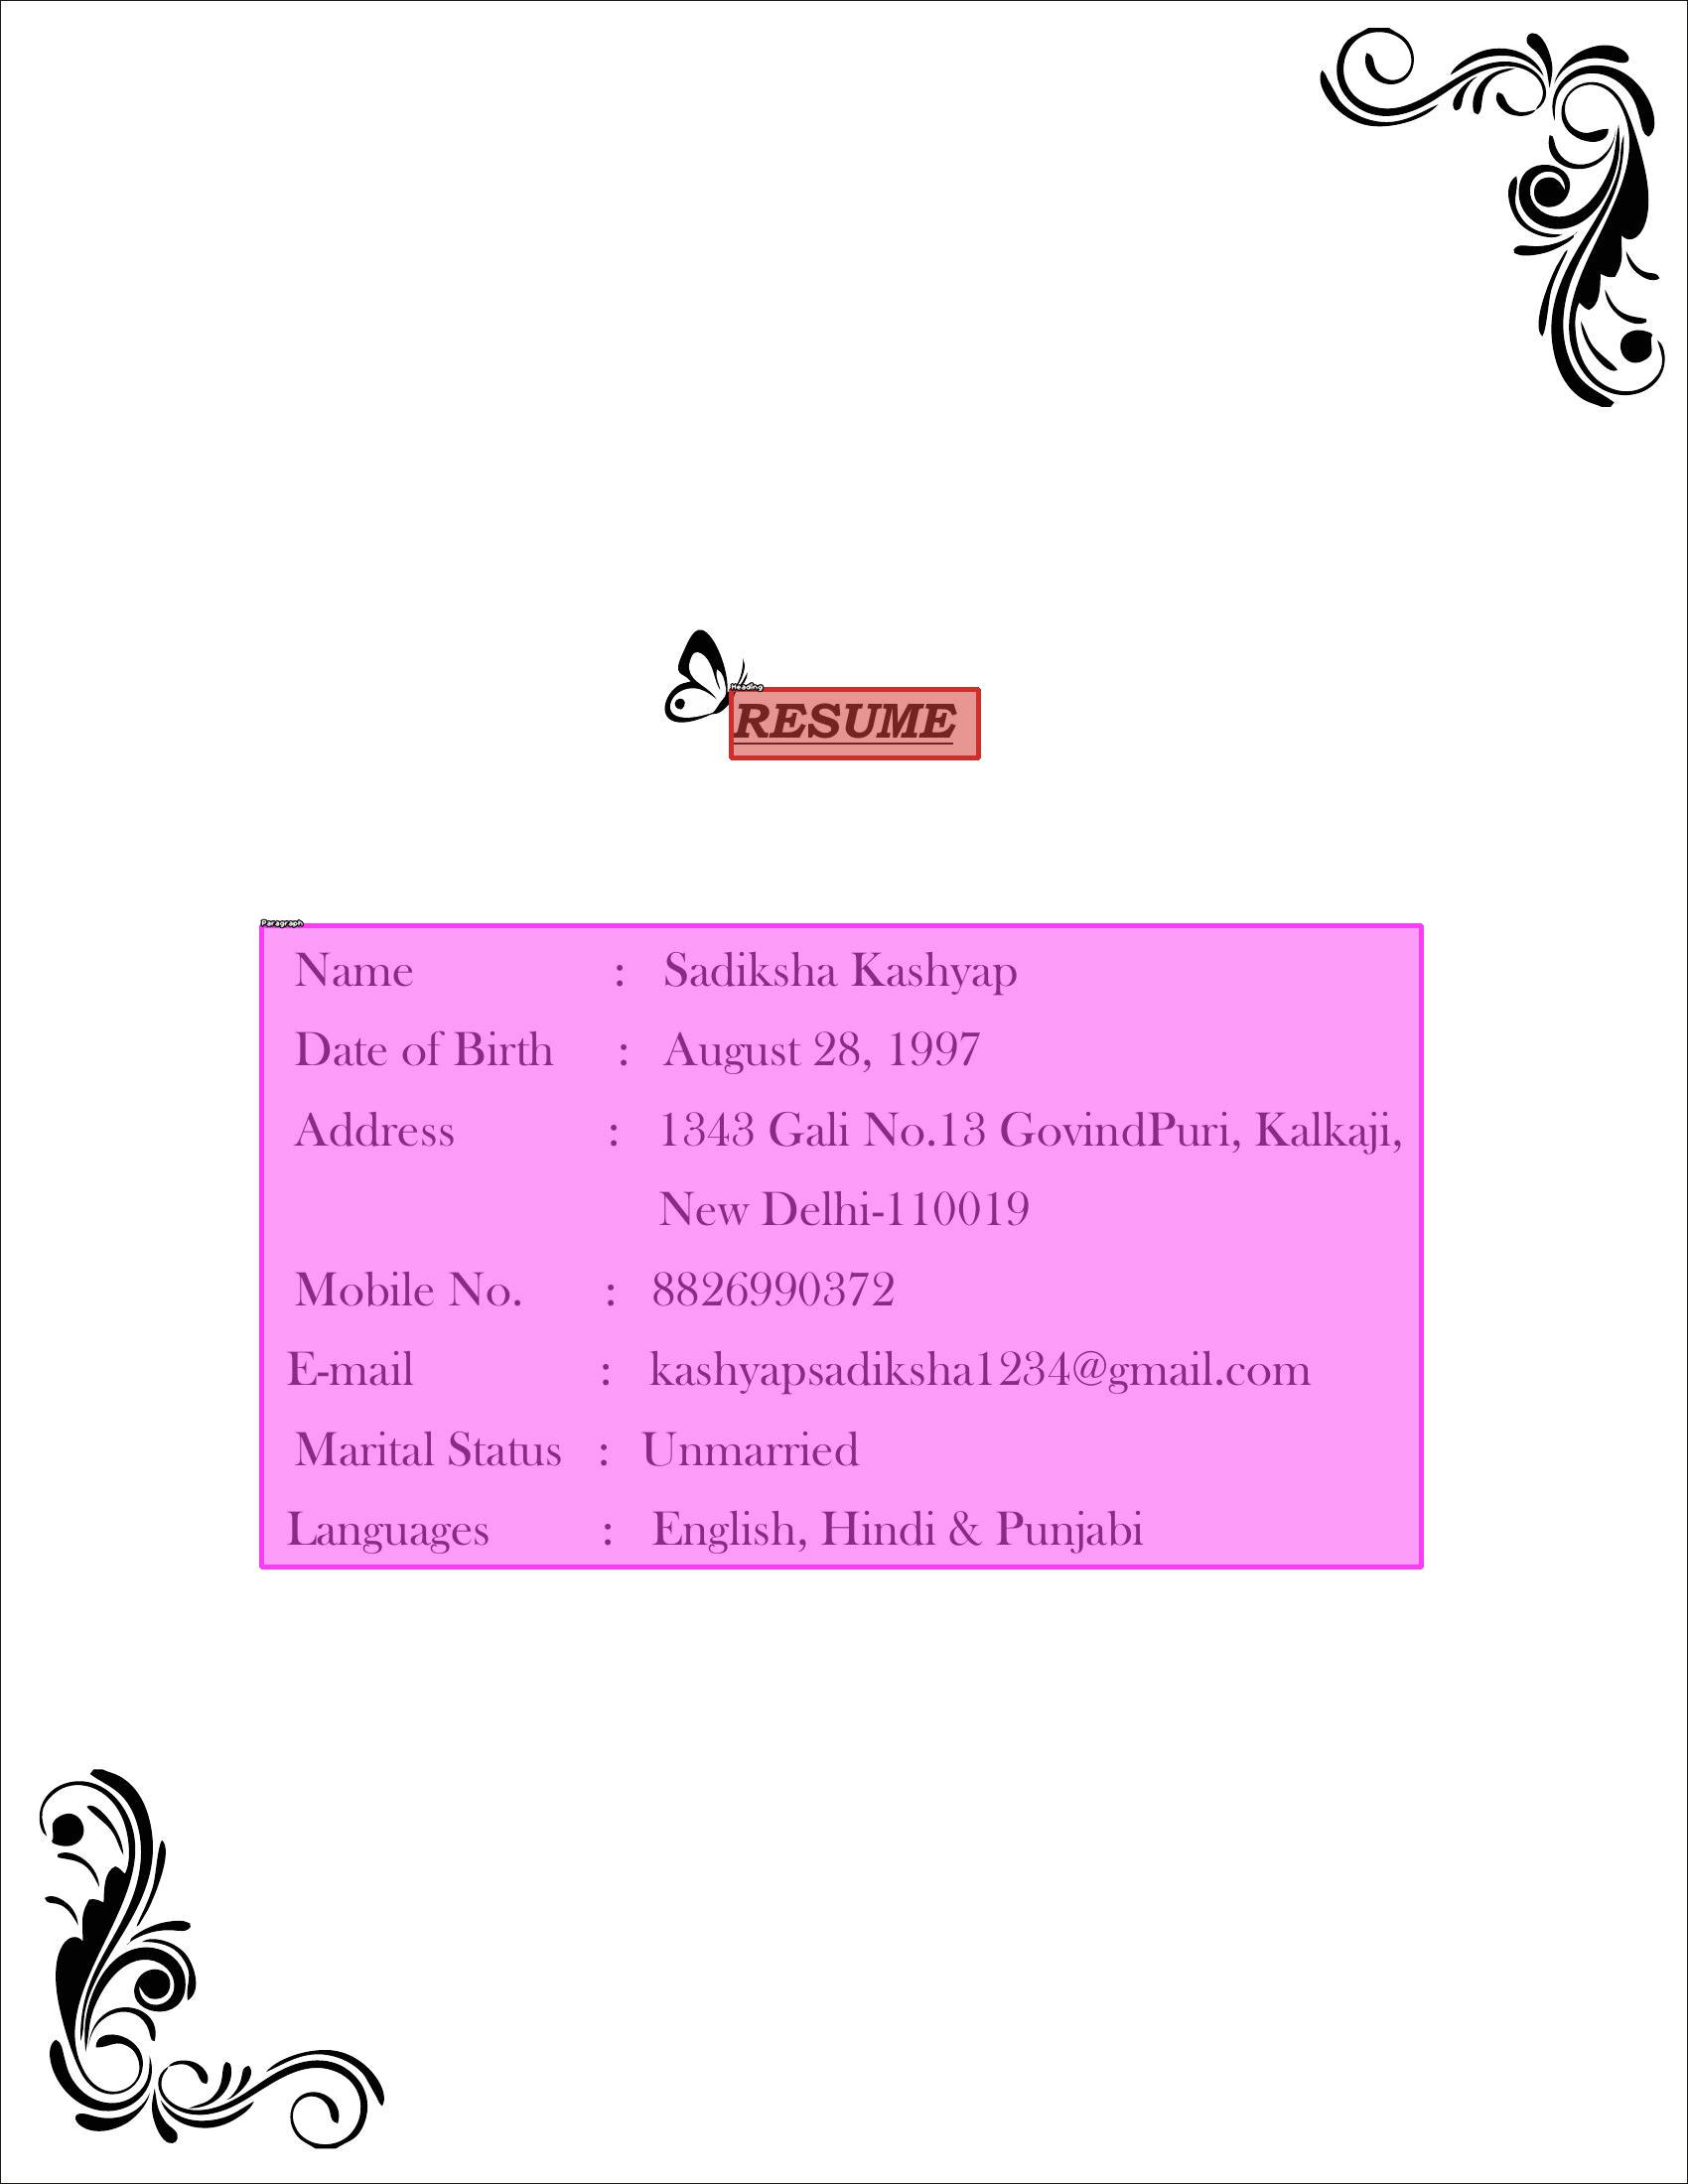 Heading
RESUME
Paragraph
Name : Sadiksha Kashyap
Date of Birth : August 28, 1997
Address : 1343 Gali No.13 GovindPuri, Kalkaji,
New Delhi-110019
Mobile No. : 8826990372
E-mail : kashyapsadiksha1234@gmail.com
Marital Status : Unmarried
Languages : English, Hindi & Punjabi